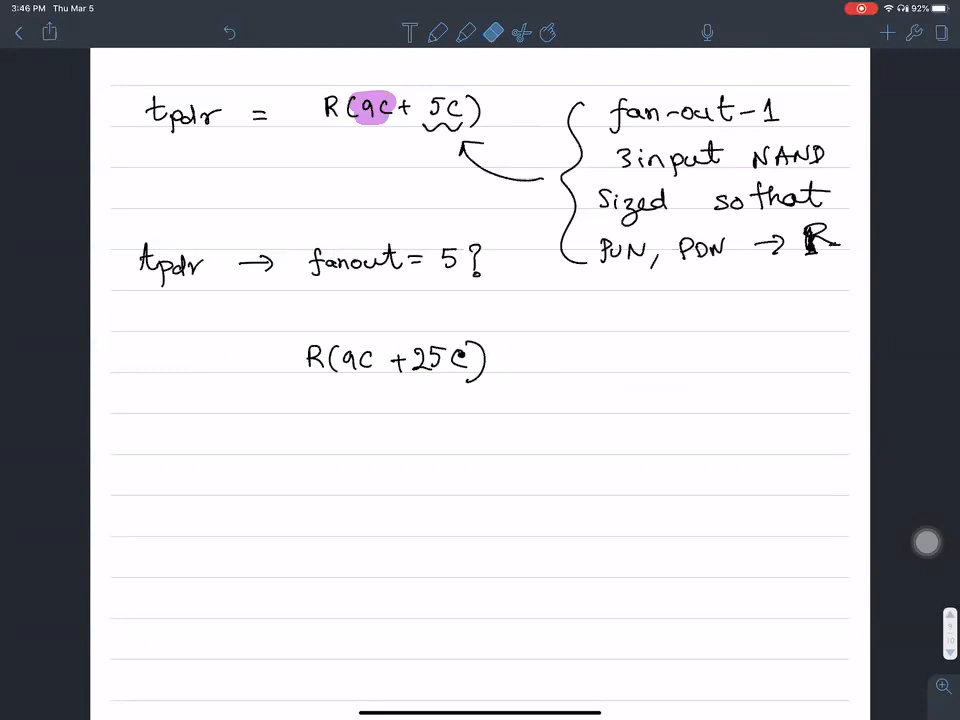 3:46 PM Thu Mar 5
92%
T
tpdr = R(9C + 5C)
fan-out-1
3input NAND
Sized so that
PUN, PDN → R
tpdr → fanout = 5?
R(9C + 25C)